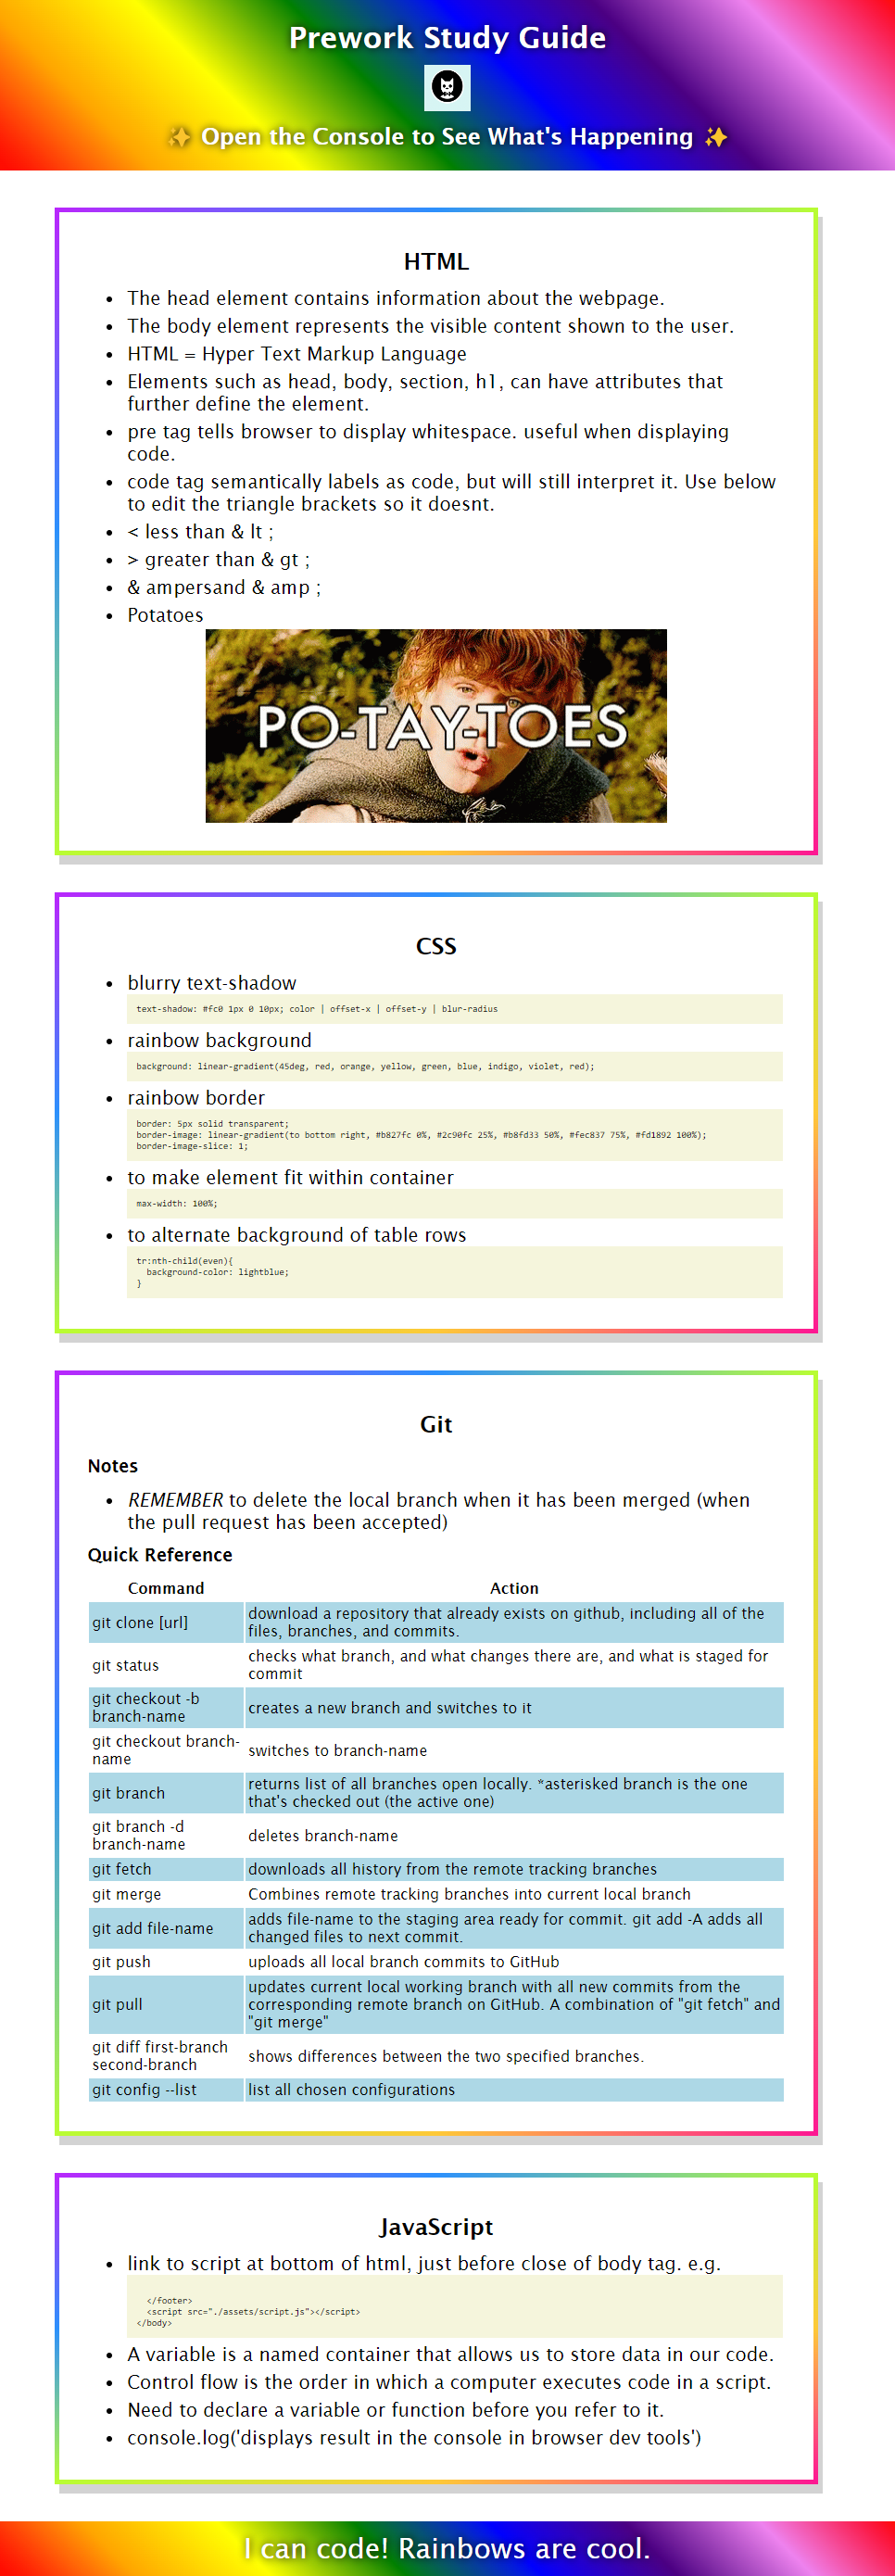 Prework Study Guide
✨ Open the Console to See What's Happening ✨
HTML
• The head element contains information about the webpage.
• The body element represents the visible content shown to the user.
• HTML = Hyper Text Markup Language
• Elements such as head, body, section, h1, can have attributes that
further define the element.
• pre tag tells browser to display whitespace. useful when displaying
code.
• code tag semantically labels as code, but will still interpret it. Use below
to edit the triangle brackets so it doesnt.
• < less than & lt ;
• > greater than & gt ;
• & ampersand & amp ;
• Potatoes
PO-TAY-TOES
CSS
• blurry text-shadow
text-shadow: #fc0 1px 0 10px; color | offset-x | offset-y | blur-radius
• rainbow background
background: linear-gradient(45deg, red, orange, yellow, green, blue, indigo, violet, red);
• rainbow border
border: 5px solid transparent;
border-image: linear-gradient(to bottom right, #b827fc 0%, #2c90fc 25%, #b8fd33 50%, #fec837 75%, #fd1892 100%);
border-image-slice: 1;
• to make element fit within container
max-width: 100%;
• to alternate background of table rows
tr:nth-child(even){
background-color: lightblue;
}
Git
Notes
• REMEMBER to delete the local branch when it has been merged (when
the pull request has been accepted)
Quick Reference
Command Action
git clone [url] download a repository that already exists on github, including all of the
files, branches, and commits.
git status checks what branch, and what changes there are, and what is staged for
commit
git checkout -b
branch-name creates a new branch and switches to it
git checkout branch-
name switches to branch-name
git branch returns list of all branches open locally. *asterisked branch is the one
that's checked out (the active one)
git branch -d
branch-name deletes branch-name
git fetch downloads all history from the remote tracking branches
git merge Combines remote tracking branches into current local branch
git add file-name adds file-name to the staging area ready for commit. git add -A adds all
changed files to next commit.
git push uploads all local branch commits to GitHub
git pull updates current local working branch with all new commits from the
corresponding remote branch on GitHub. A combination of "git fetch" and
"git merge"
git diff first-branch
second-branch shows differences between the two specified branches.
git config --list list all chosen configurations
JavaScript
• link to script at bottom of html, just before close of body tag. e.g.
</footer>
<script src="./assets/script.js"></script>
</body>
• A variable is a named container that allows us to store data in our code.
• Control flow is the order in which a computer executes code in a script.
• Need to declare a variable or function before you refer to it.
• console.log('displays result in the console in browser dev tools')
I can code! Rainbows are cool.